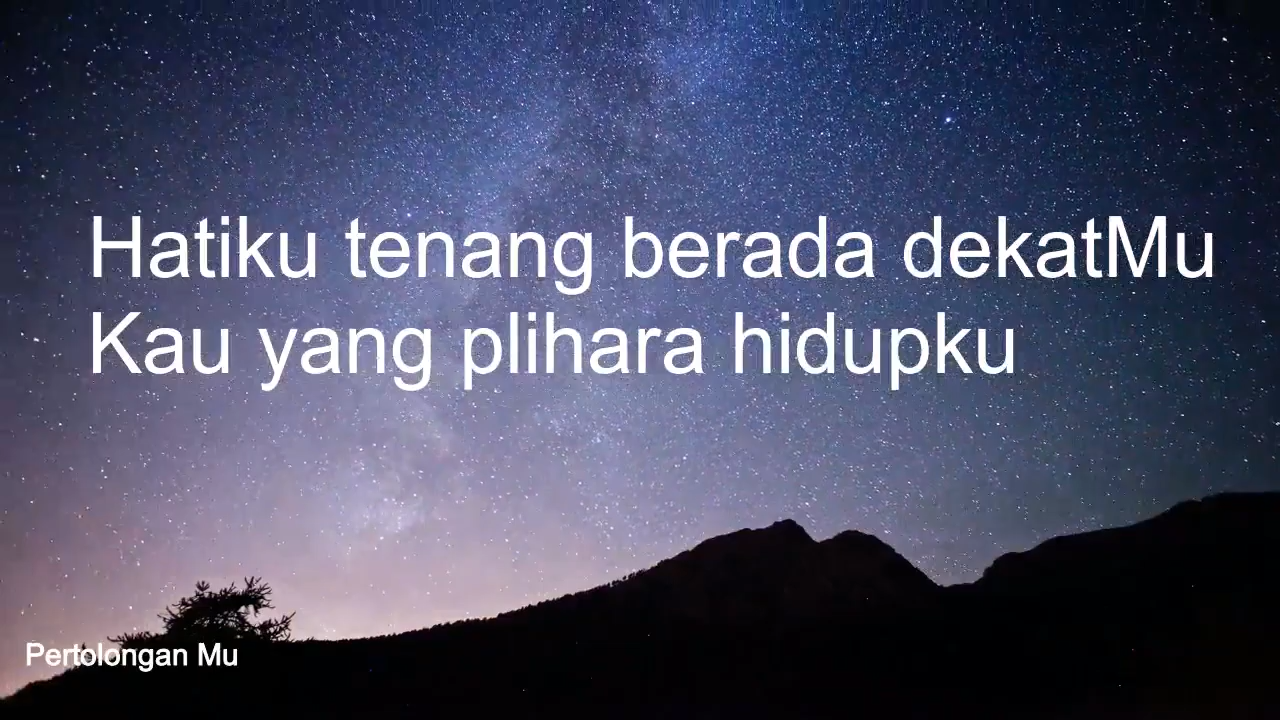 Hatiku tenang berada dekatMu
Kau yang plihara hidupku
Pertolongan Mu